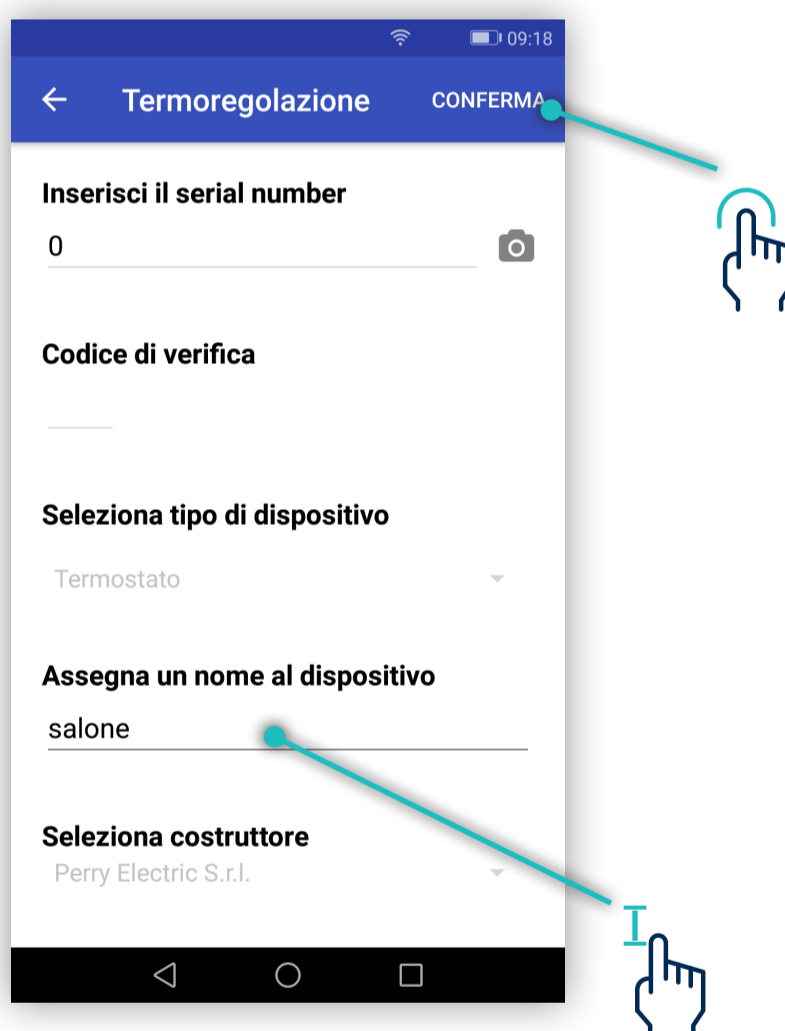 09:18
Termoregolazione CONFERMA
Inserisci il serial number
0
Codice di verifica
Seleziona tipo di dispositivo
Termostato
Assegna un nome al dispositivo
salone
Seleziona costruttore
Perry Electric S.r.l.